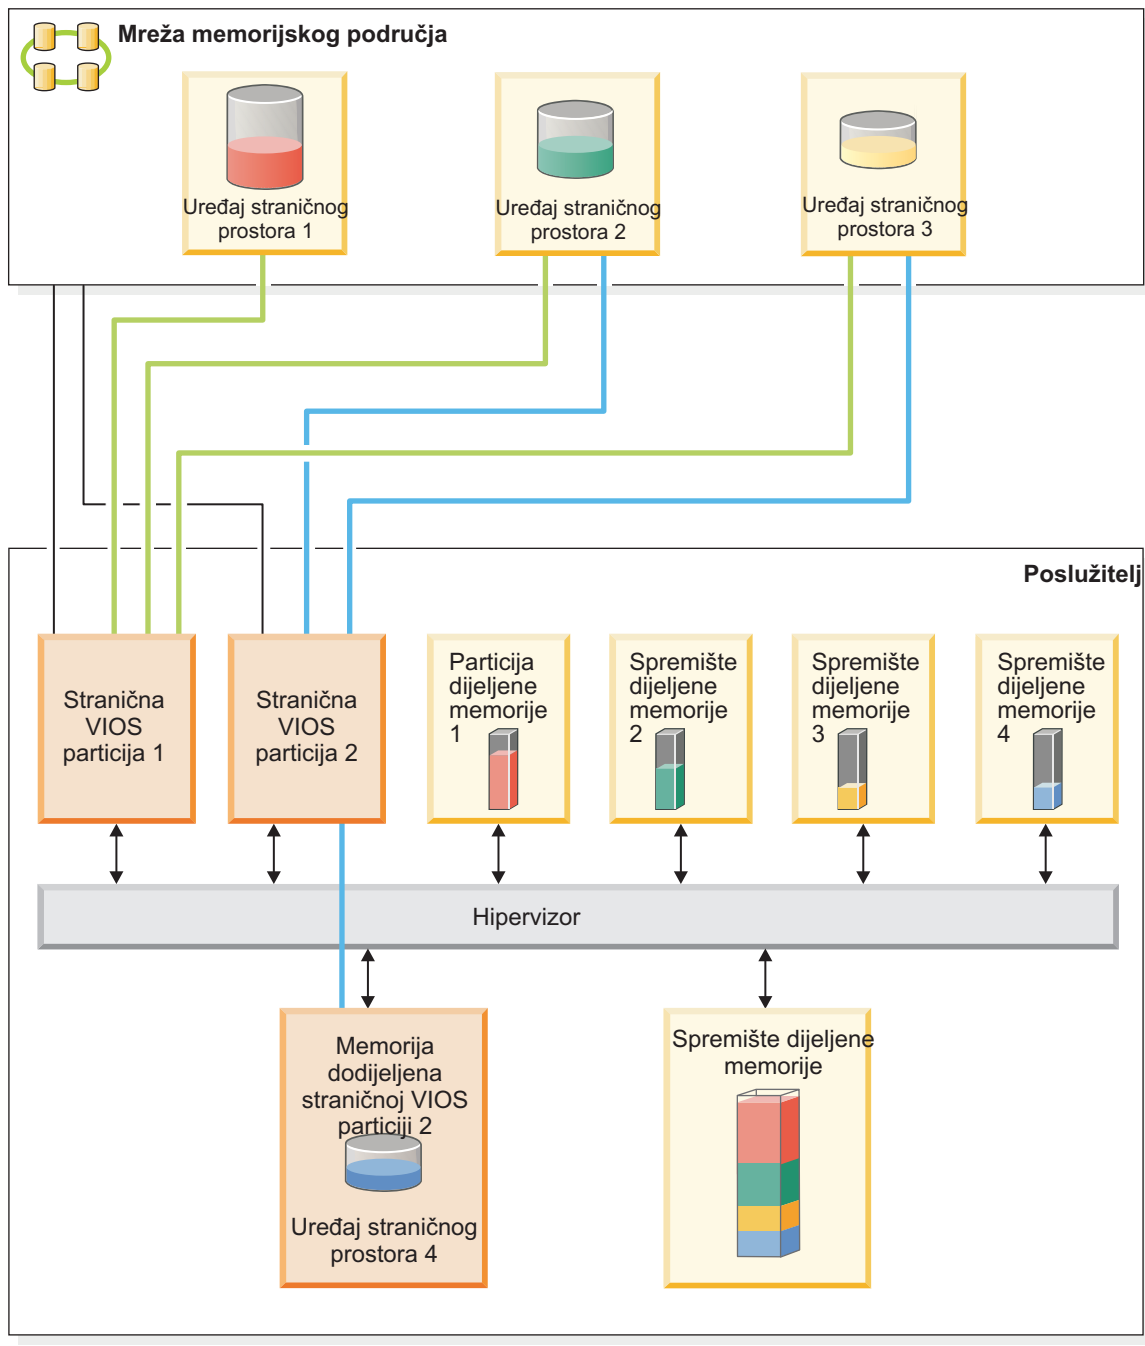 Mreža memorijskog područja
Uređaj straničnog
prostora 1
Uređaj straničnog
prostora 2
Uređaj straničnog
prostora 3
Poslužitelj
Stranična
VIOS
particija 1
Stranična
VIOS
particija 2
Particija
dijeljene
memorije
1
Spremište
dijeljene
memorije
2
Spremište
dijeljene
memorije
3
Spremište
dijeljene
memorije
4
Hipervizor
Memorija
dodijeljena
straničnoj VIOS
particiji 2
Uređaj straničnog
prostora 4
Spremište dijeljene
memorije